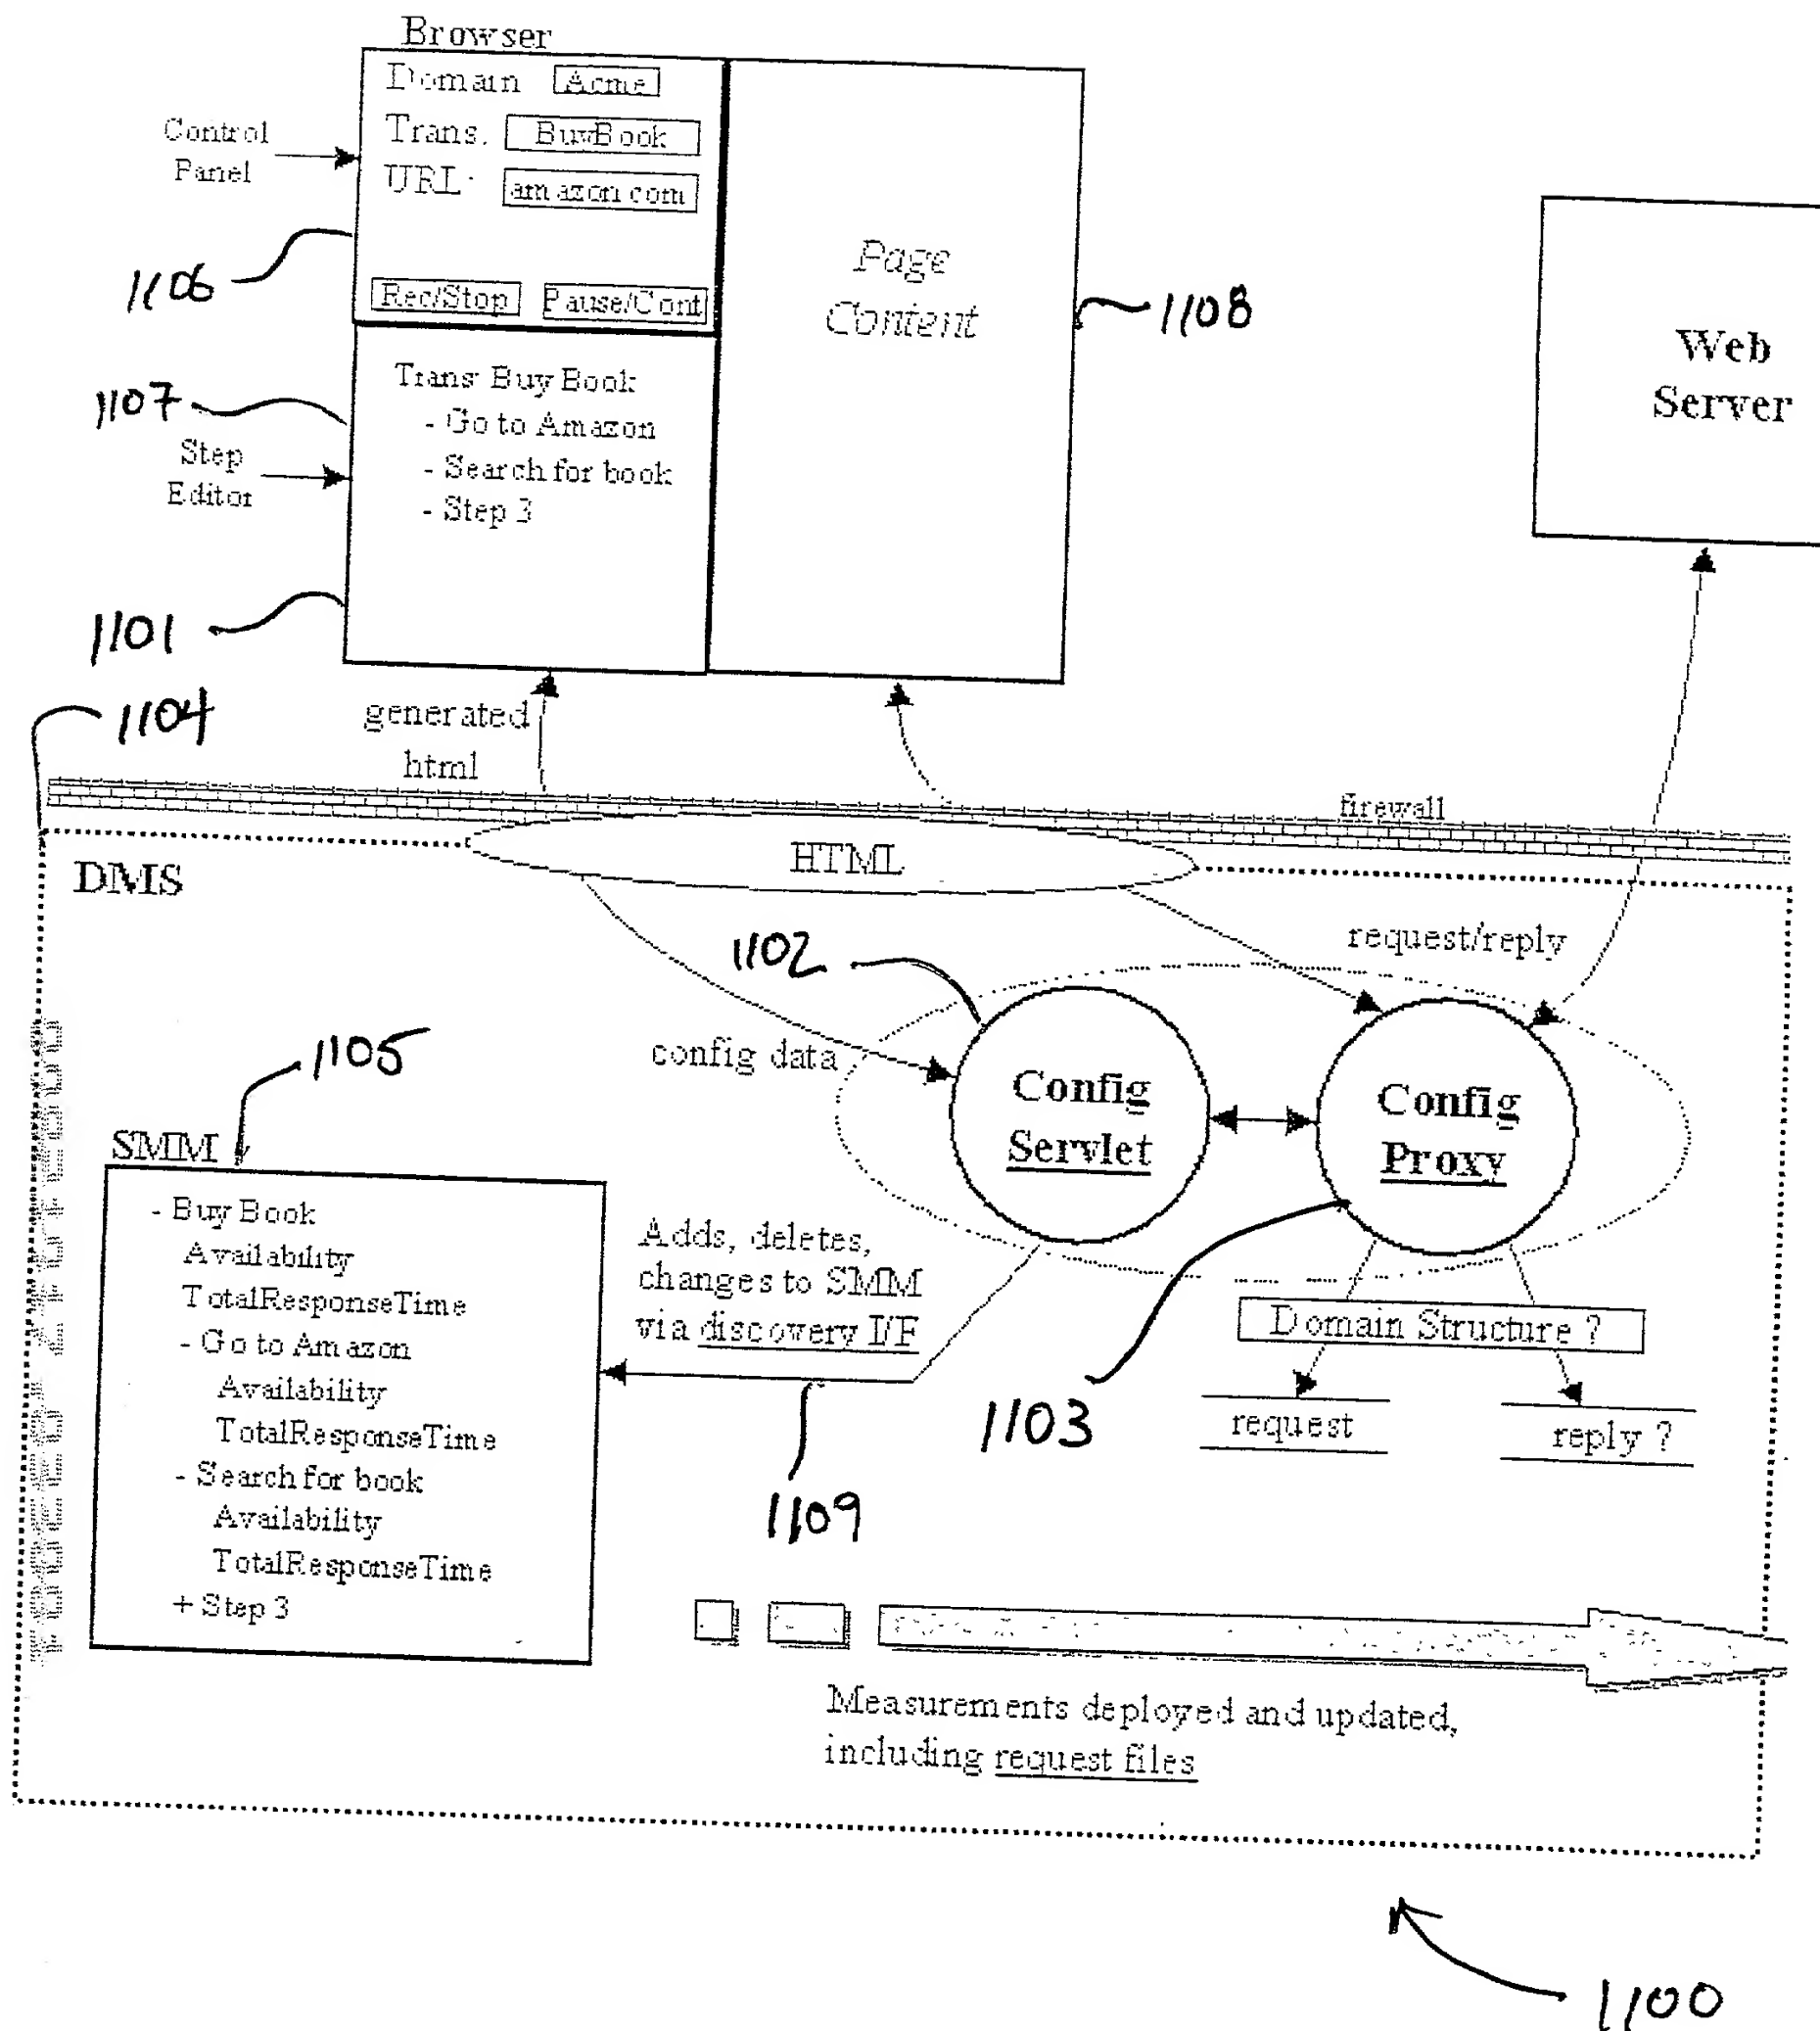 Browser
Domain Acme
Trans. BuyBook
URL: amazon.com
Control
Panel
1106
Rec/Stop Pause/Cont
Page
Content
1108
Web
Server
1107
Step
Editor
Trans: Buy Book
- Go to Amazon
- Search for book
- Step 3
1101
1104
generated
html
firewall
HTML
DMS
request/reply
1102
config data
Config
Servlet
Config
Proxy
1105
SMM
- Buy Book
Availability
TotalResponseTime
- Go to Amazon
Availability
TotalResponseTime
- Search for book
Availability
TotalResponseTime
+ Step 3
Adds, deletes,
changes to SMM
via discovery I/F
1109
1103
Domain Structure ?
request
reply ?
Measurements deployed and updated,
including request files
1100